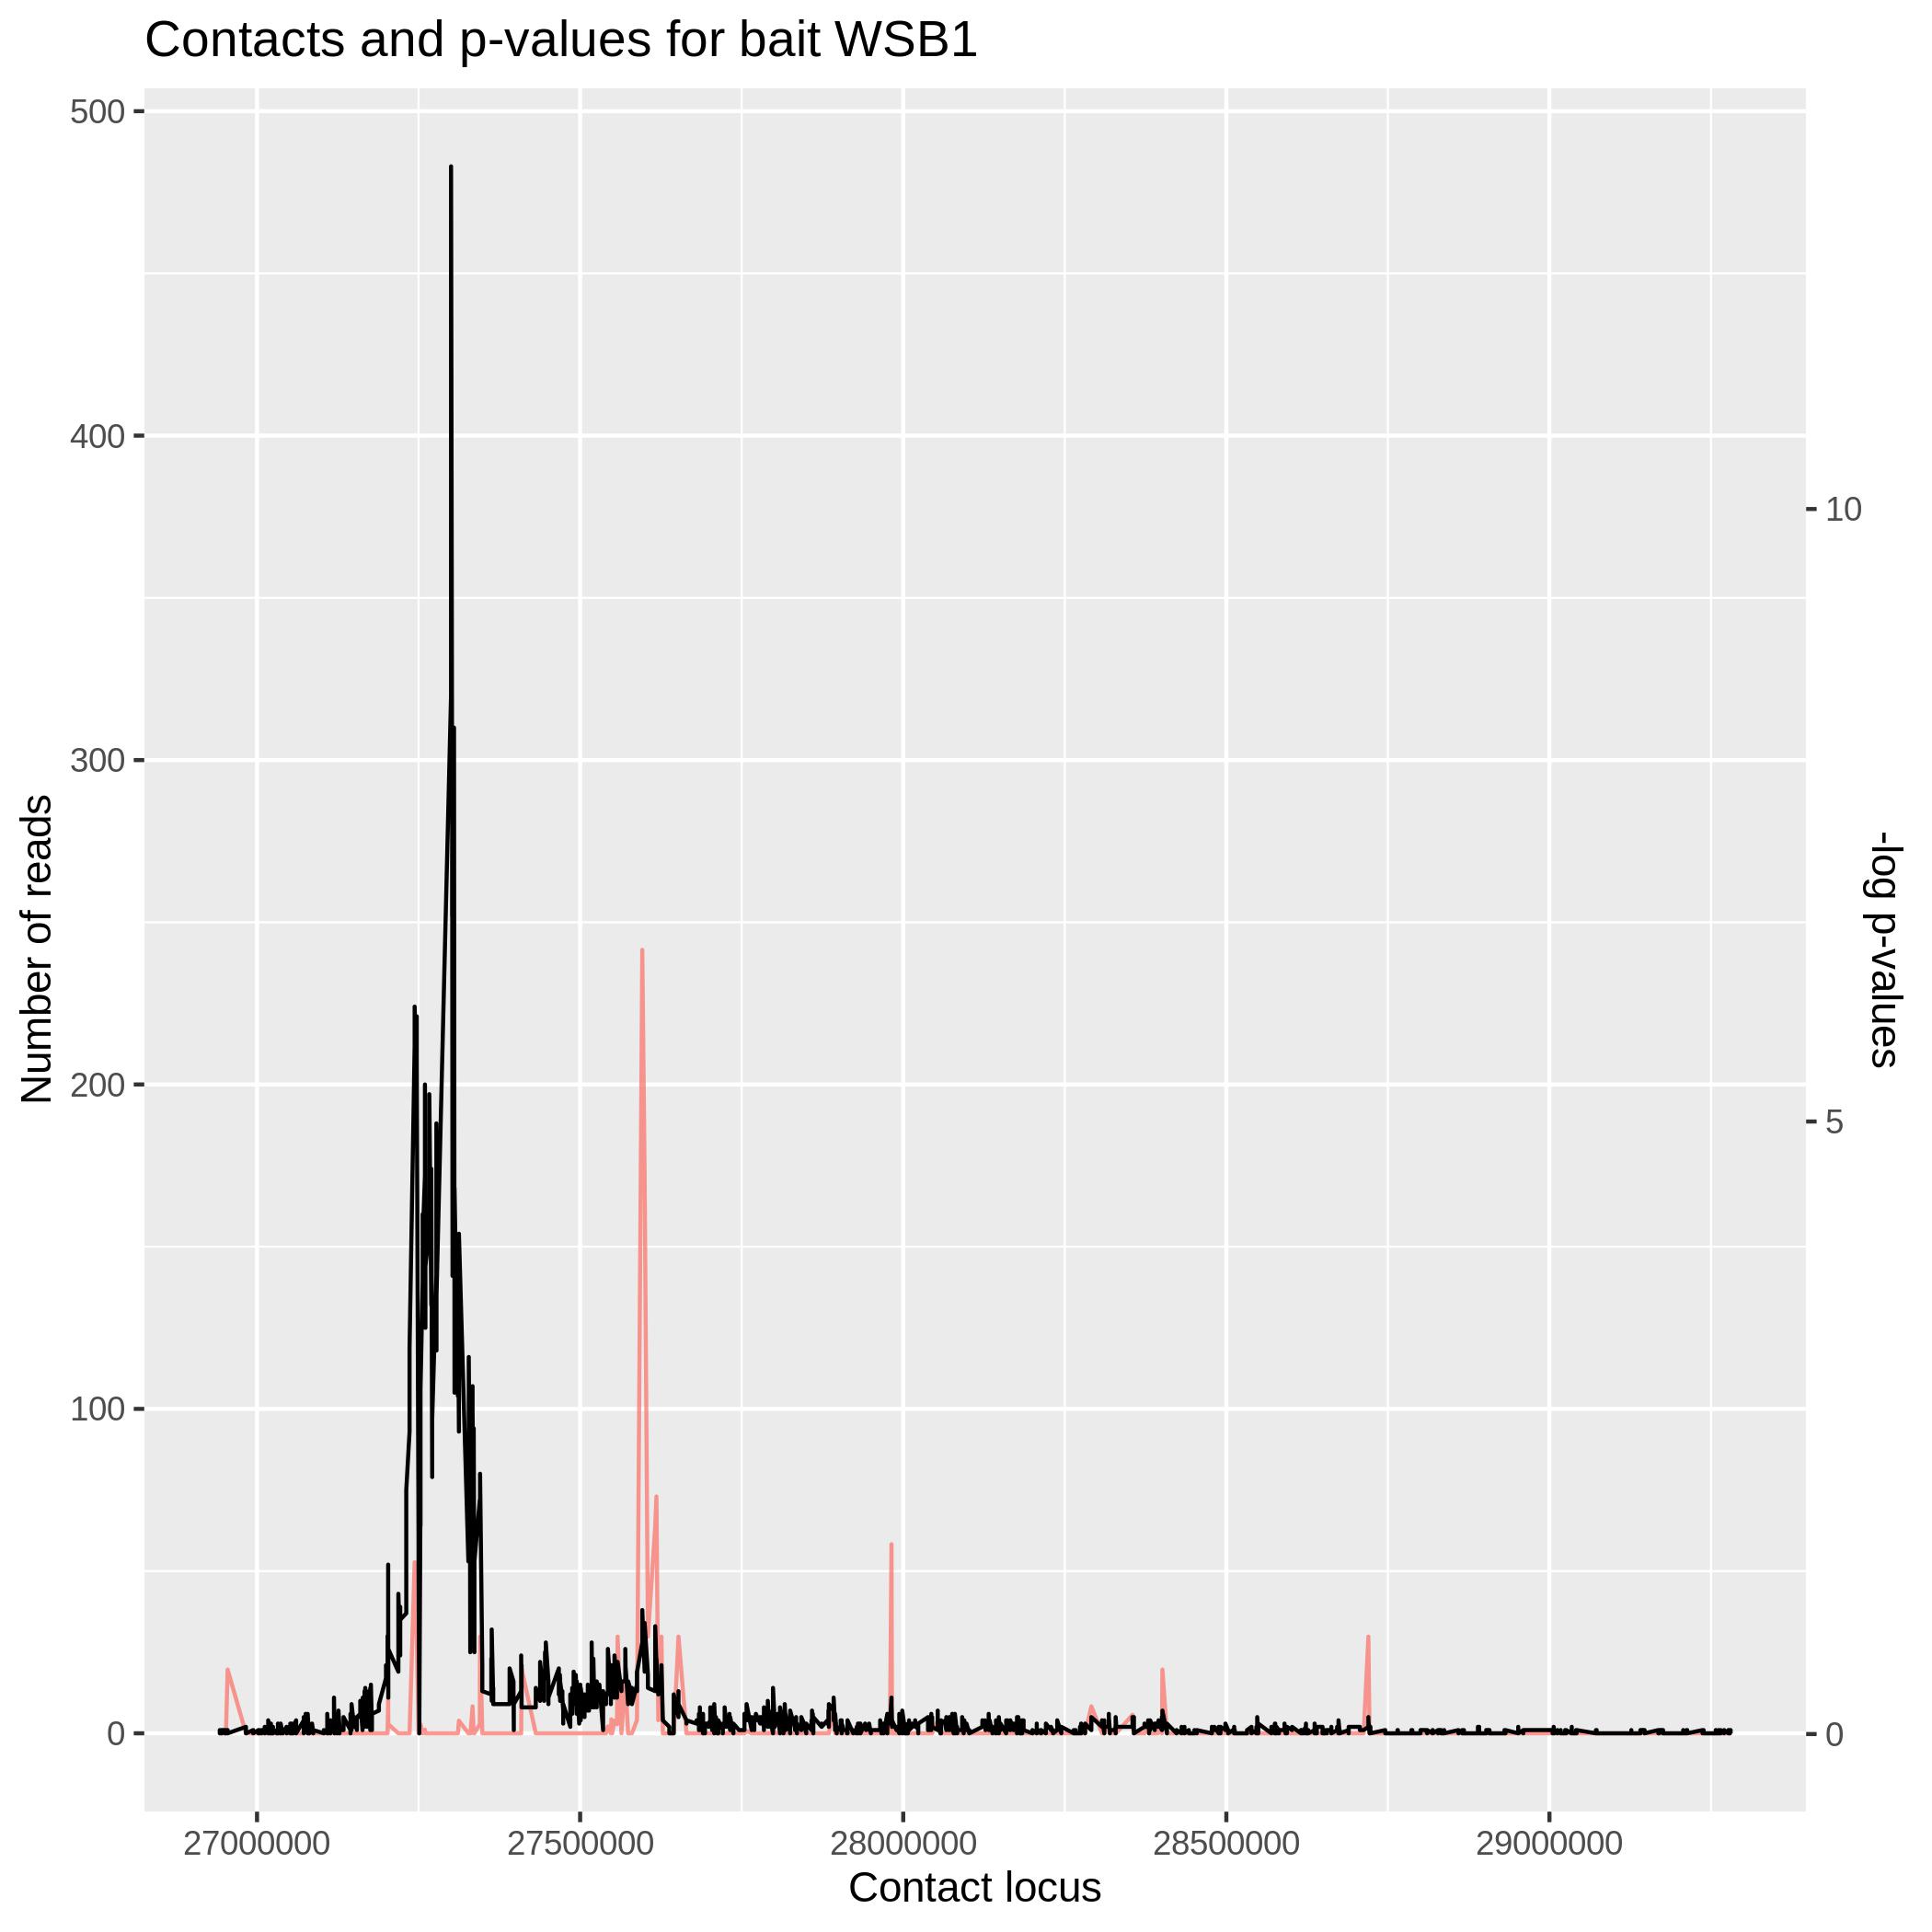 Contacts and p-values for bait WSB1
500
400
300
200
100
0
Number of reads
10
5
0
-log p-values
27000000 27500000 28000000 28500000 29000000
Contact locus